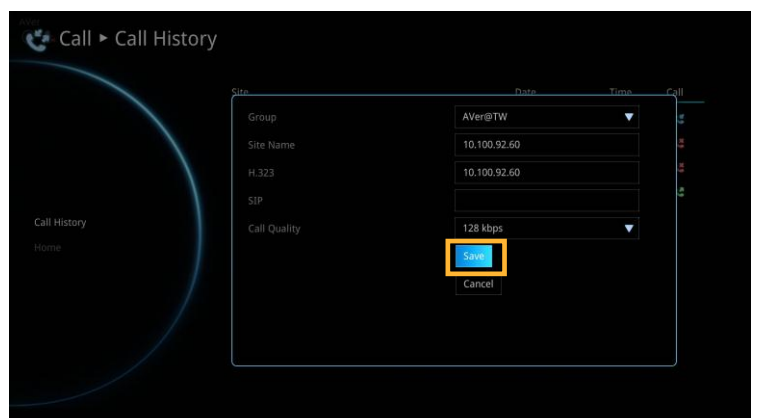 AVer
Call ► Call History
Site Date Time Call
Group AVer@TW
Site Name 10.100.92.60
H.323 10.100.92.60
SIP
Call History
Call Quality 128 kbps
Home
Save
Cancel